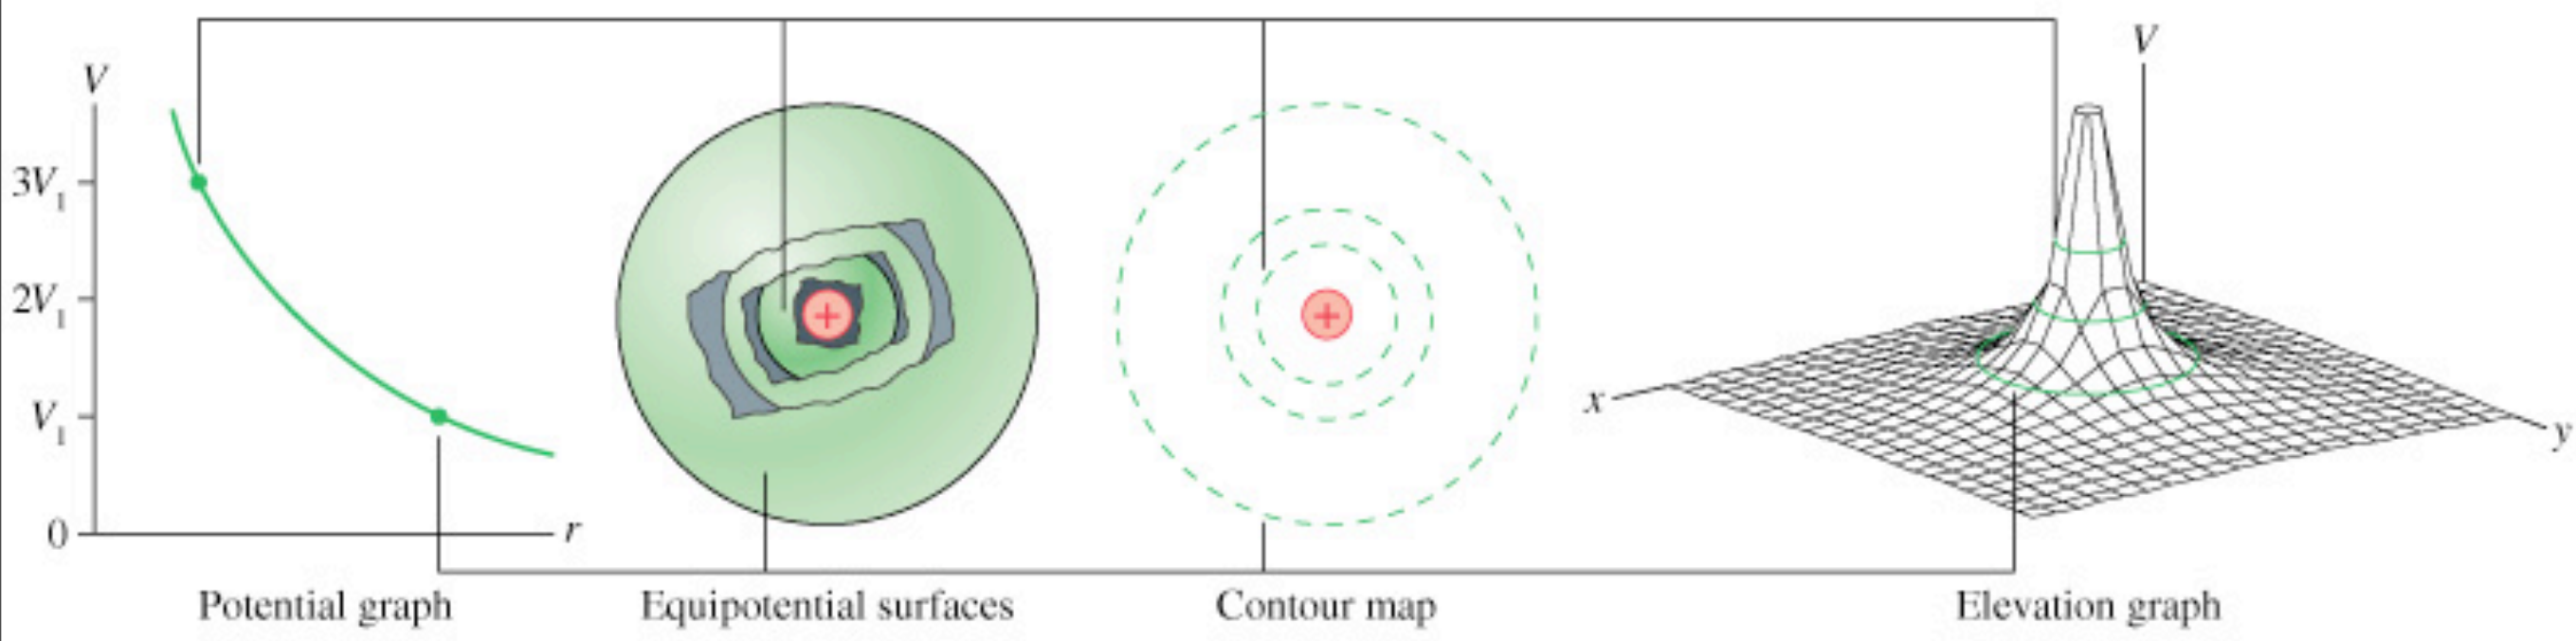 V
3V₁
2V₁
V₁
0
r
+
+
V
x
y
Potential graph
Equipotential surfaces
Contour map
Elevation graph